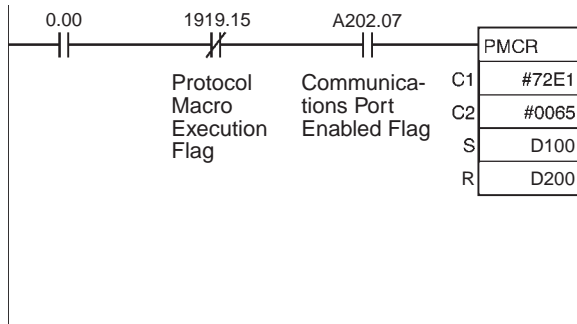 0.00
1919.15
A202.07
Protocol
Macro
Execution
Flag
Communica-
tions Port
Enabled Flag
PMCR
C1 #72E1
C2 #0065
S D100
R D200